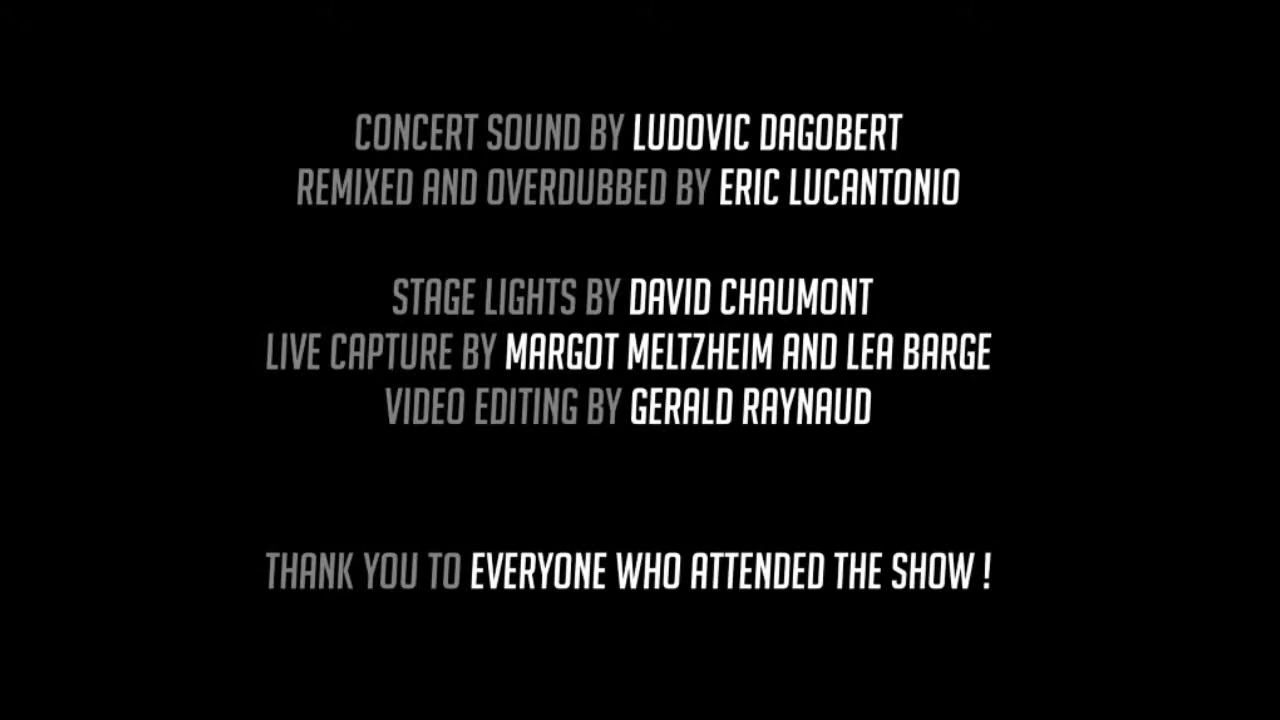 CONCERT SOUND BY LUDOVIC DAGOBERT
REMIXED AND OVERDUBBED BY ERIC LUCANTONIO
STAGE LIGHTS BY DAVID CHAUMONT
LIVE CAPTURE BY MARGOT MELTZHEIM AND LEA BARGE
VIDEO EDITING BY GERALD RAYNAUD
THANK YOU TO EVERYONE WHO ATTENDED THE SHOW !